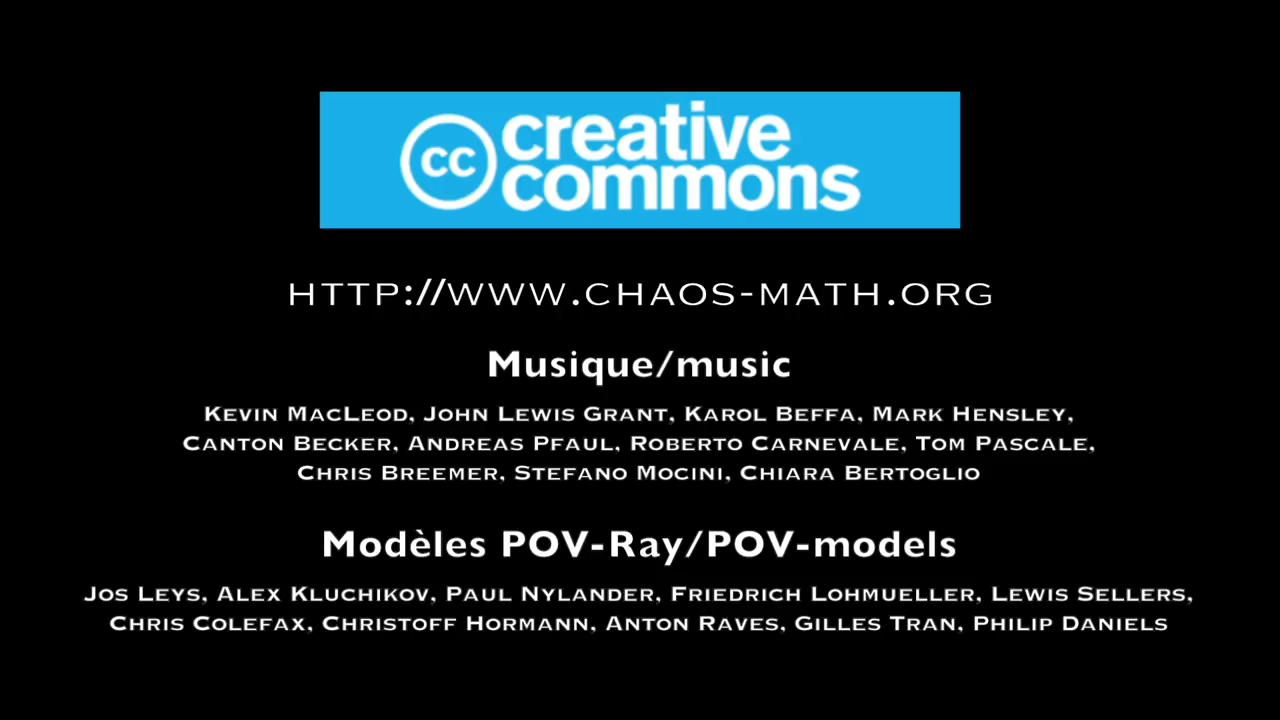 cc creative
commons
HTTP://WWW.CHAOS-MATH.ORG
Musique/music
KEVIN MACLEOD, JOHN LEWIS GRANT, KAROL BEFFA, MARK HENSLEY,
CANTON BECKER, ANDREAS PFAUL, ROBERTO CARNEVALE, TOM PASCALE,
CHRIS BREEMER, STEFANO MOCINI, CHIARA BERTOGLIO
Modèles POV-Ray/POV-models
JOS LEYS, ALEX KLUCHIKOV, PAUL NYLANDER, FRIEDRICH LOHMUELLER, LEWIS SELLERS,
CHRIS COLEFAX, CHRISTOFF HORMANN, ANTON RAVES, GILLES TRAN, PHILIP DANIELS